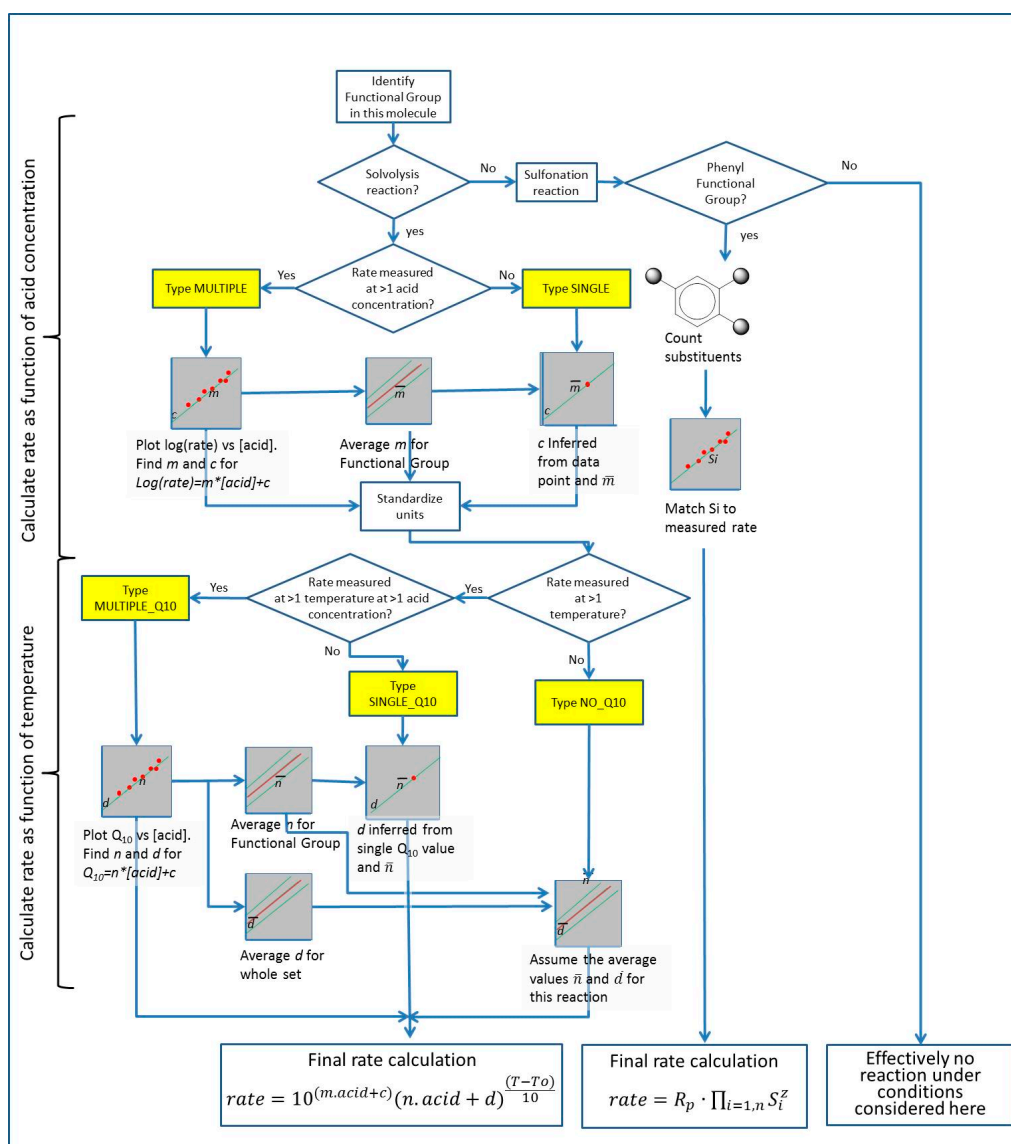 Identify
Functional Group
in this molecule
Solvolysis
reaction?
No
Sulfonation
reaction
Phenyl
Functional
Group?
No
yes
yes
Rate measured
at >1 acid
concentration?
Yes
No
Type MULTIPLE
Type SINGLE
Count
substituents
m
c
m̅
m̅
c
Plot log(rate) vs [acid].
Find m and c for
Log(rate)=m*[acid]+c
Average m for
Functional Group
c Inferred
from data
point and m̅
Si
Match Si to
measured rate
Standardize
units
Calculate rate as function of acid concentration
Rate measured
at >1
temperature?
Yes
No
Rate measured
at >1 temperature at >1 acid
concentration?
Yes
No
Type
MULTIPLE_Q10
Type
SINGLE_Q10
Type NO_Q10
n
d
n̅
n̅
d
Plot Q10 vs [acid].
Find n and d for
Q10=n*[acid]+c
Average n for
Functional Group
d inferred from
single Q10 value
and n̅
d̅
Average d for
whole set
n
d̅
Assume the average
values n̅ and d for
this reaction
Calculate rate as function of temperature
Final rate calculation
rate = 10^(m.acid+c)(n.acid + d)^((T−To)/10)
Final rate calculation
rate = Rp · ∏i=1,n Si^z
Effectively no
reaction under
conditions
considered here